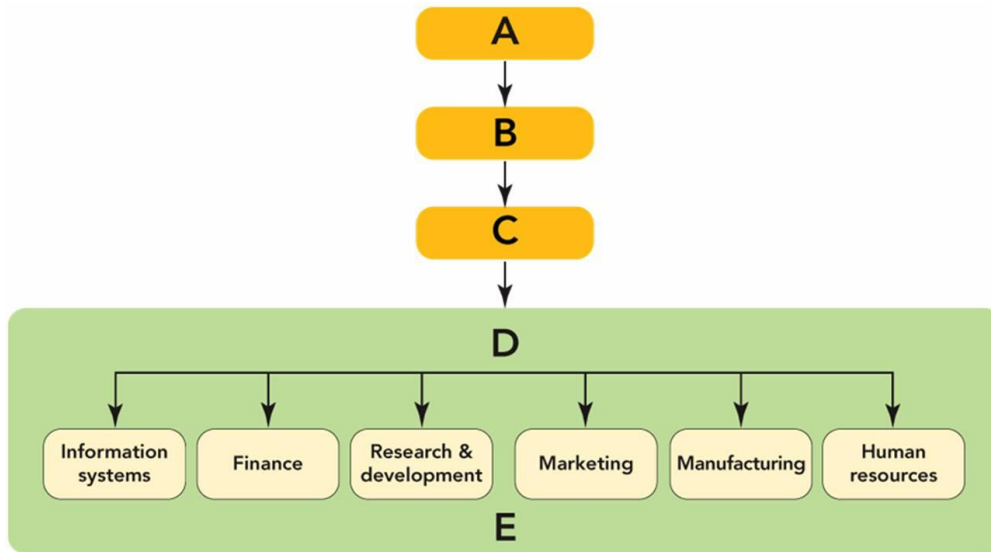 A
B
C
D
Information systems
Finance
Research & development
Marketing
Manufacturing
Human resources
E